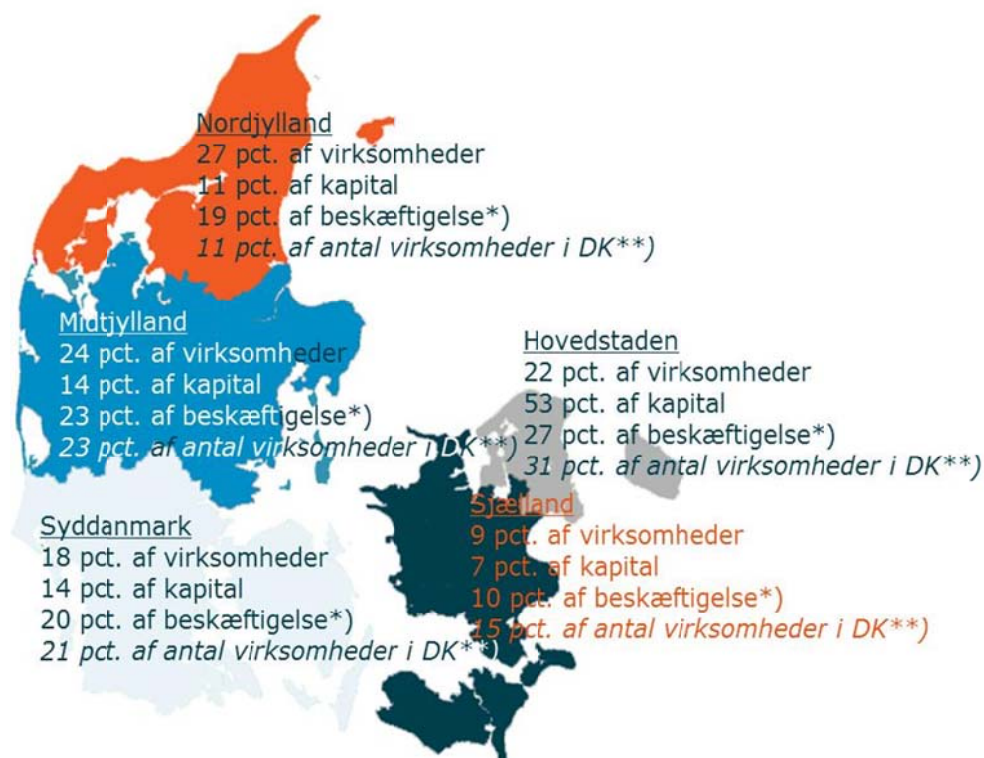 Nordjylland
27 pct. af virksomheder
11 pct. af kapital
19 pct. af beskæftigelse*)
11 pct. af antal virksomheder i DK**)
Midtjylland
24 pct. af virksomheder
14 pct. af kapital
23 pct. af beskæftigelse*)
23 pct. af antal virksomheder i DK**)
Hovedstaden
22 pct. af virksomheder
53 pct. af kapital
27 pct. af beskæftigelse*)
31 pct. af antal virksomheder i DK**)
Syddanmark
18 pct. af virksomheder
14 pct. af kapital
20 pct. af beskæftigelse*)
21 pct. af antal virksomheder i DK**)
Sjælland
9 pct. af virksomheder
7 pct. af kapital
10 pct. af beskæftigelse*)
15 pct. af antal virksomheder i DK**)